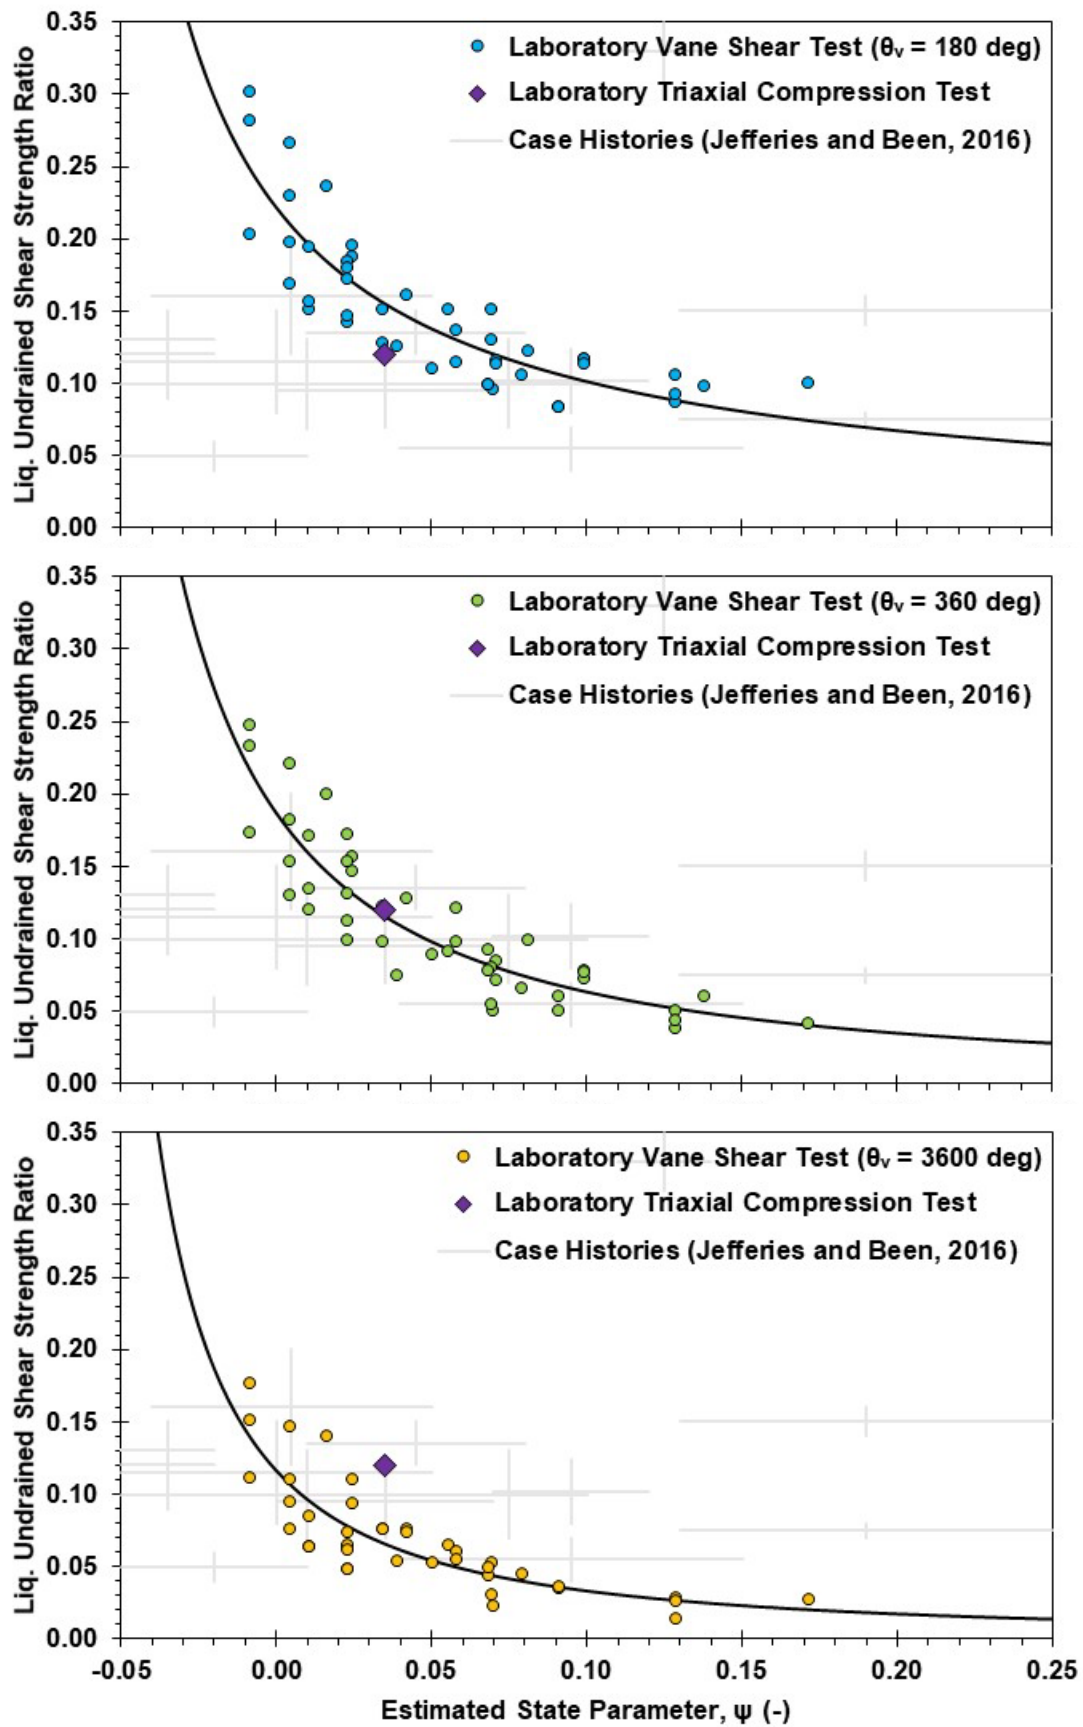 0.35
0.30
0.25
0.20
0.15
0.10
0.05
0.00
Liq. Undrained Shear Strength Ratio
Laboratory Vane Shear Test (θᵥ = 180 deg)
Laboratory Triaxial Compression Test
Case Histories (Jefferies and Been, 2016)
0.35
0.30
0.25
0.20
0.15
0.10
0.05
0.00
Liq. Undrained Shear Strength Ratio
Laboratory Vane Shear Test (θᵥ = 360 deg)
Laboratory Triaxial Compression Test
Case Histories (Jefferies and Been, 2016)
0.35
0.30
0.25
0.20
0.15
0.10
0.05
0.00
Liq. Undrained Shear Strength Ratio
Laboratory Vane Shear Test (θᵥ = 3600 deg)
Laboratory Triaxial Compression Test
Case Histories (Jefferies and Been, 2016)
-0.05 0.00 0.05 0.10 0.15 0.20 0.25
Estimated State Parameter, ψ (-)